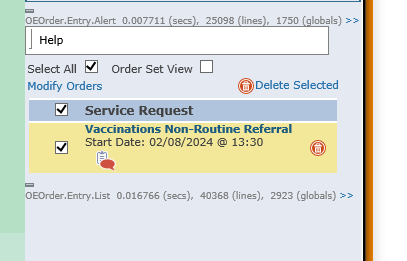 OEOrder.Entry.Alert 0.007711 (secs), 25098 (lines), 1750 (globals) >>
Help
Select All Order Set View
Modify Orders Delete Selected
Service Request
Vaccinations Non-Routine Referral
Start Date: 02/08/2024 @ 13:30
OEOrder.Entry.List 0.016766 (secs), 40368 (lines), 2923 (globals) >>